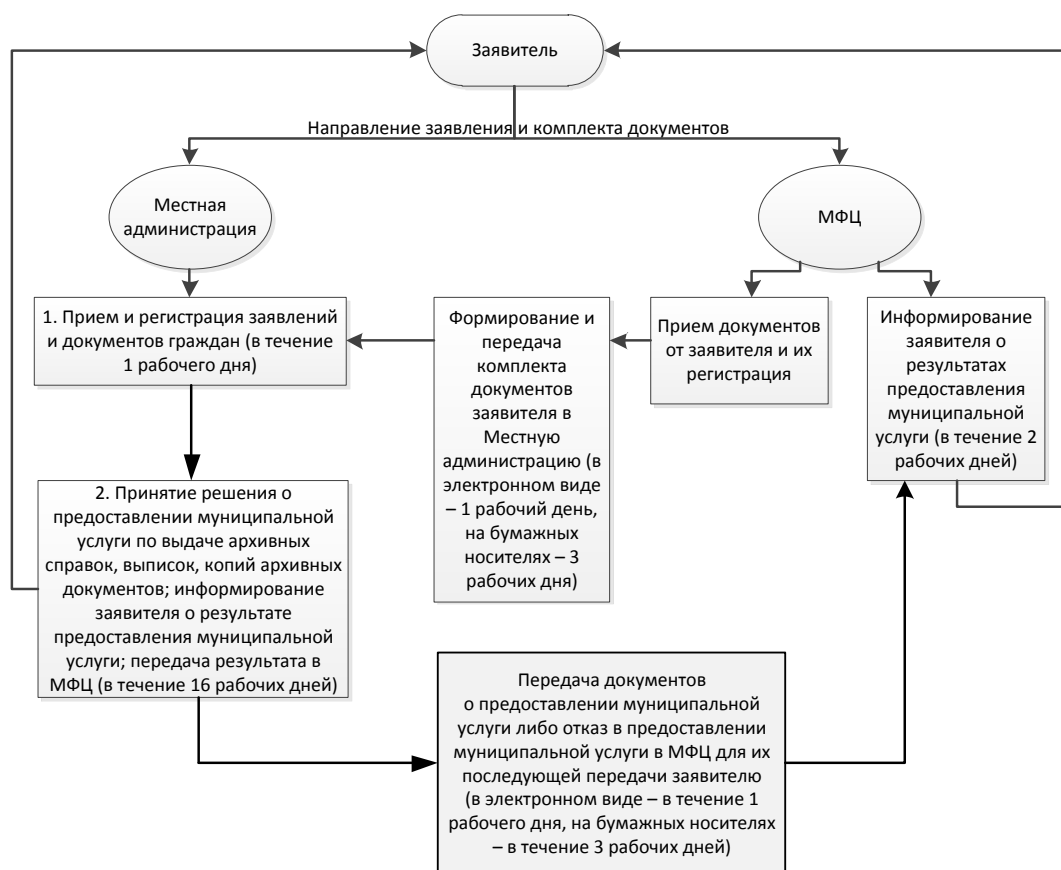 Заявитель
Направление заявления и комплекта документов
Местная
администрация
МФЦ
1. Прием и регистрация заявлений
и документов граждан (в течение
1 рабочего дня)
Формирование и
передача
комплекта
документов
заявителя в
Местную
администрацию (в
электронном виде
– 1 рабочий день,
на бумажных
носителях – 3
рабочих дня)
Прием документов
от заявителя и их
регистрация
Информирование
заявителя о
результатах
предоставления
муниципальной
услуги (в течение 2
рабочих дней)
2. Принятие решения о
предоставлении муниципальной
услуги по выдаче архивных
справок, выписок, копий архивных
документов; информирование
заявителя о результате
предоставления муниципальной
услуги; передача результата в
МФЦ (в течение 16 рабочих дней)
Передача документов
о предоставлении муниципальной
услуги либо отказ в предоставлении
муниципальной услуги в МФЦ для их
последующей передачи заявителю
(в электронном виде – в течение 1
рабочего дня, на бумажных носителях
– в течение 3 рабочих дней)